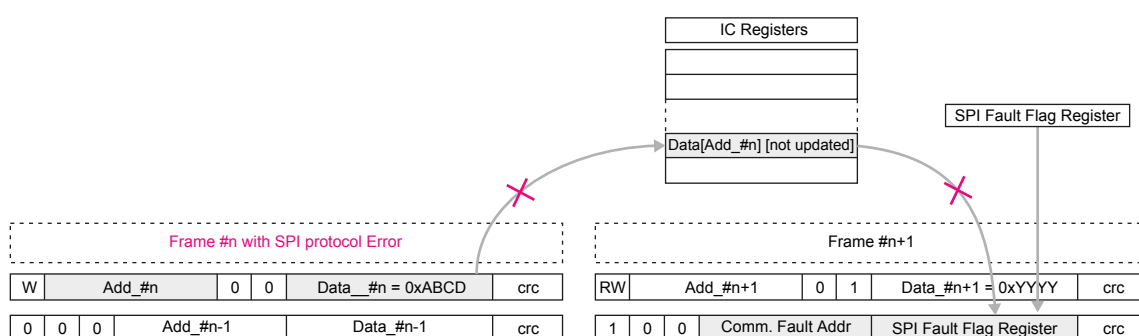 IC Registers
SPI Fault Flag Register
Data[Add_#n] [not updated]
Frame #n with SPI protocol Error
Frame #n+1
W Add_#n 0 0 Data__#n = 0xABCD crc
RW Add_#n+1 0 1 Data_#n+1 = 0xYYYY crc
0 0 0 Add_#n-1 Data_#n-1 crc
1 0 0 Comm. Fault Addr SPI Fault Flag Register crc